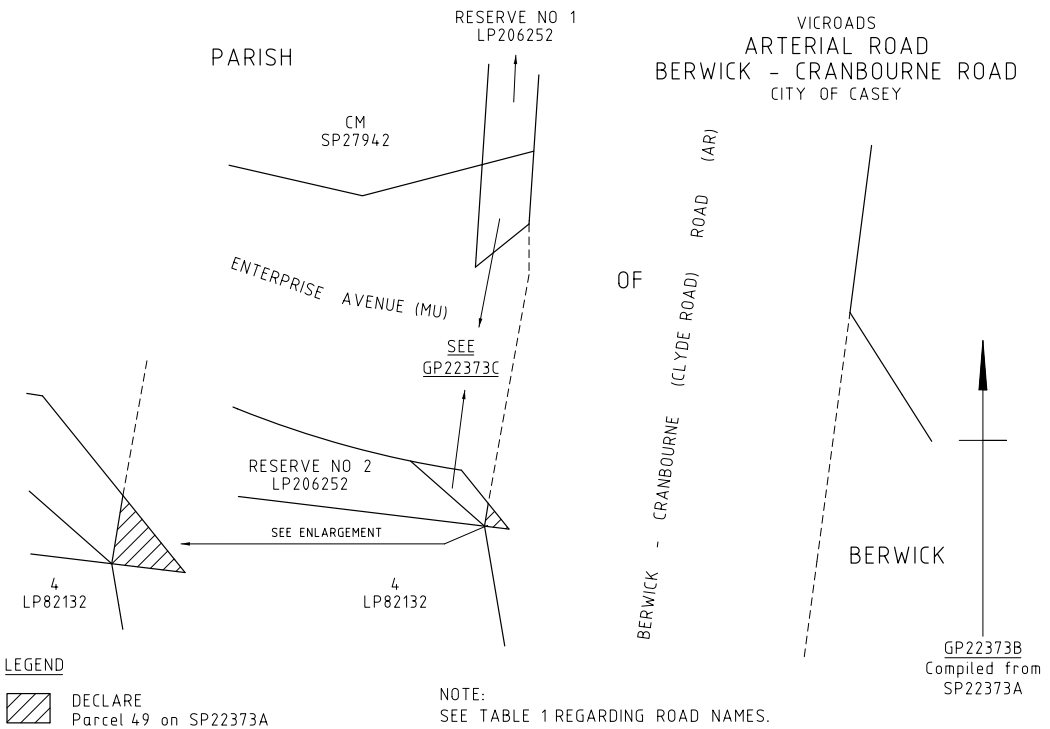 RESERVE NO 1
LP206252
VICROADS
ARTERIAL ROAD
BERWICK - CRANBOURNE ROAD
CITY OF CASEY
PARISH
CM
SP27942
BERWICK - CRANBOURNE (CLYDE ROAD) ROAD (AR)
OF
ENTERPRISE AVENUE (MU)
SEE
GP22373C
RESERVE NO 2
LP206252
SEE ENLARGEMENT
BERWICK
4
LP82132
4
LP82132
GP22373B
Compiled from
SP22373A
LEGEND
DECLARE
Parcel 49 on SP22373A
NOTE:
SEE TABLE 1 REGARDING ROAD NAMES.